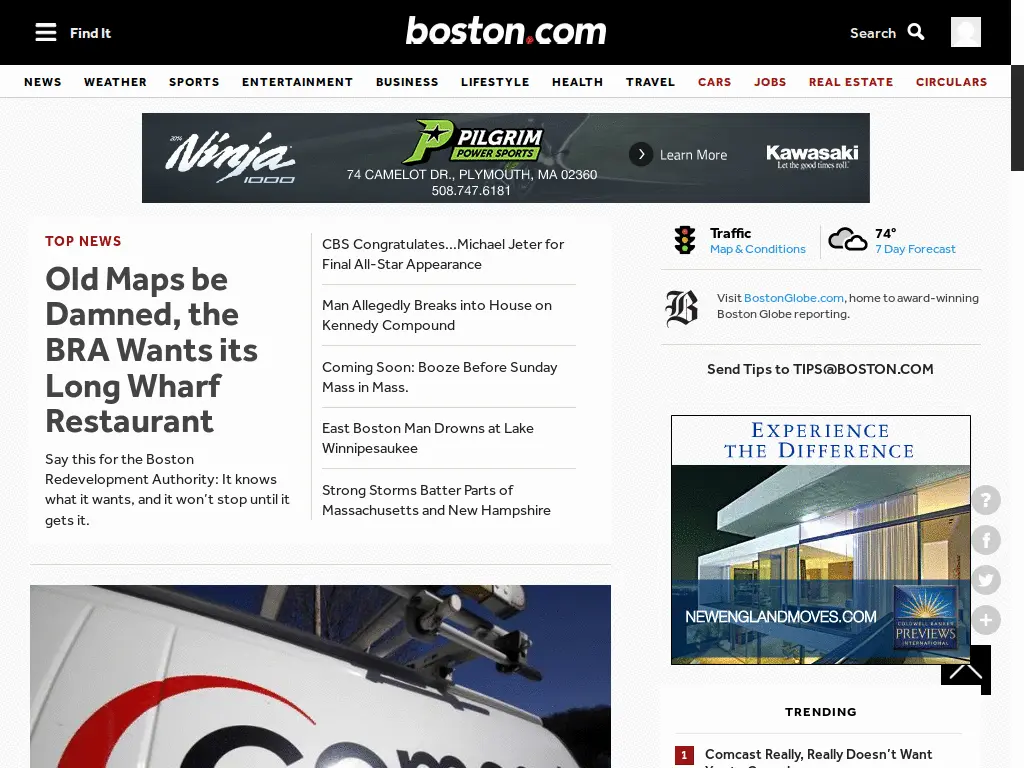 Find It
boston.com
Search
NEWS WEATHER SPORTS ENTERTAINMENT BUSINESS LIFESTYLE HEALTH TRAVEL CARS JOBS REAL ESTATE CIRCULARS
2014 Ninja 1000
PILGRIM
POWER SPORTS
74 CAMELOT DR., PLYMOUTH, MA 02360
508.747.6181
Learn More
Kawasaki
Let the good times roll.
TOP NEWS
Old Maps be
Damned, the
BRA Wants its
Long Wharf
Restaurant
Say this for the Boston
Redevelopment Authority: It knows
what it wants, and it won't stop until it
gets it.
CBS Congratulates...Michael Jeter for
Final All-Star Appearance
Man Allegedly Breaks into House on
Kennedy Compound
Coming Soon: Booze Before Sunday
Mass in Mass.
East Boston Man Drowns at Lake
Winnipesaukee
Strong Storms Batter Parts of
Massachusetts and New Hampshire
Traffic
Map & Conditions
74°
7 Day Forecast
B
Visit BostonGlobe.com, home to award-winning
Boston Globe reporting.
Send Tips to TIPS@BOSTON.COM
EXPERIENCE
THE DIFFERENCE
NEWENGLANDMOVES.COM
COLDWELL BANKER
PREVIEWS
INTERNATIONAL
?
f
+
TRENDING
1 Comcast Really, Really Doesn't Want